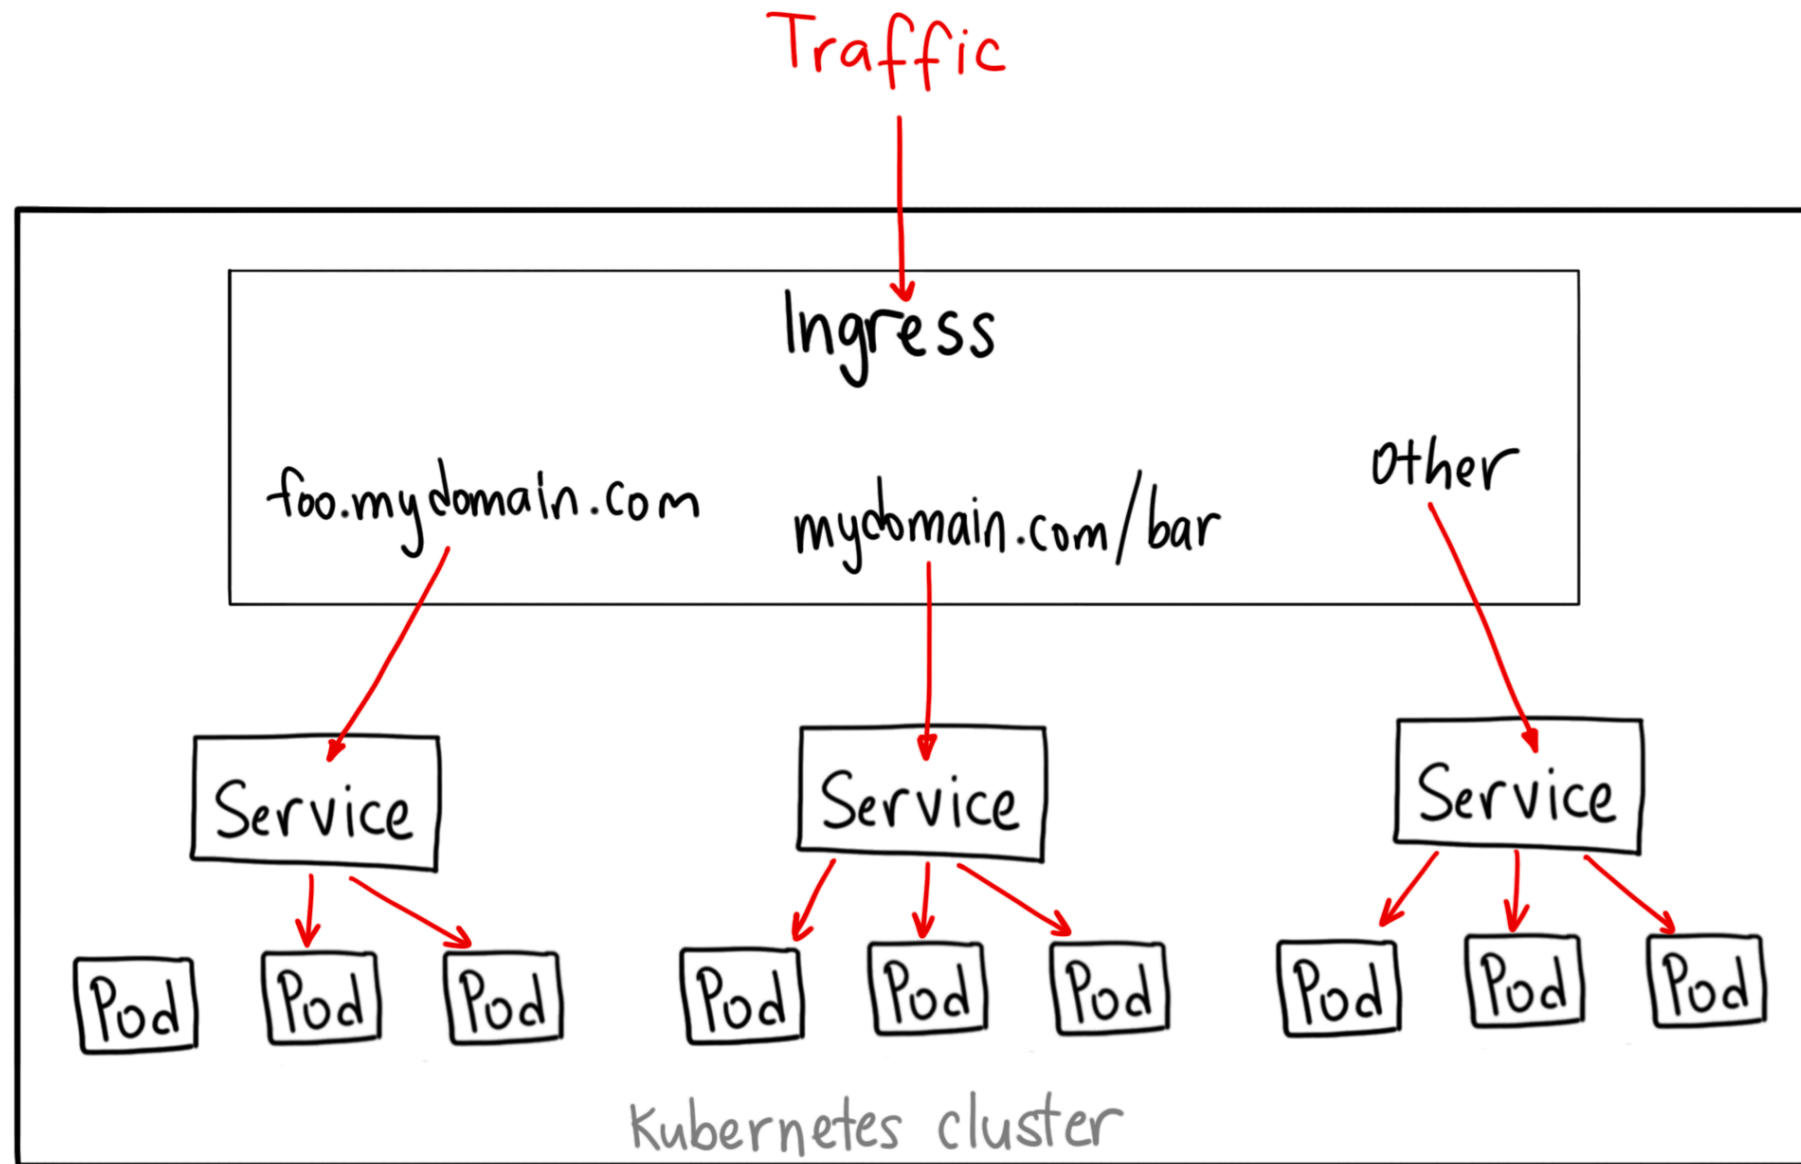 Traffic
Ingress
foo.mydomain.com
mydomain.com/bar
other
Service
Service
Service
Pod
Pod
Pod
Pod
Pod
Pod
Pod
Pod
Pod
Kubernetes cluster